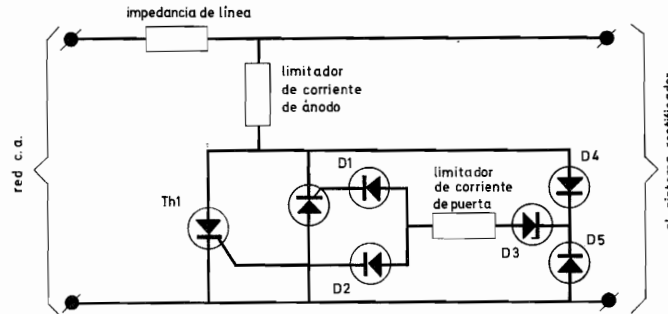 impedancia de línea
limitador
de corriente
de ánodo
red c.a.
Th1
D1
D2
limitador
de corriente
de puerta
D3
D4
D5